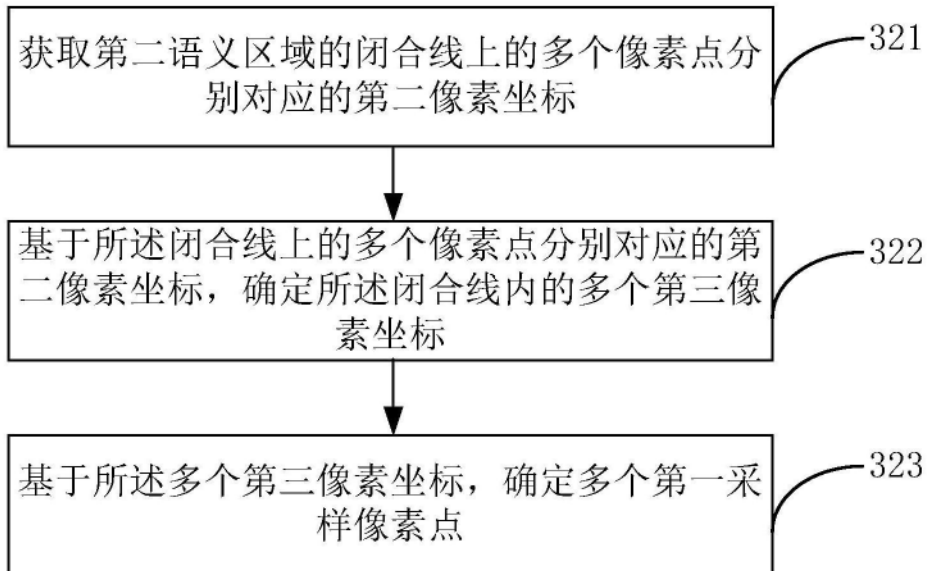 获取第二语义区域的闭合线上的多个像素点分
别对应的第二像素坐标
321
基于所述闭合线上的多个像素点分别对应的第
二像素坐标，确定所述闭合线内的多个第三像
素坐标
322
基于所述多个第三像素坐标，确定多个第一采
样像素点
323